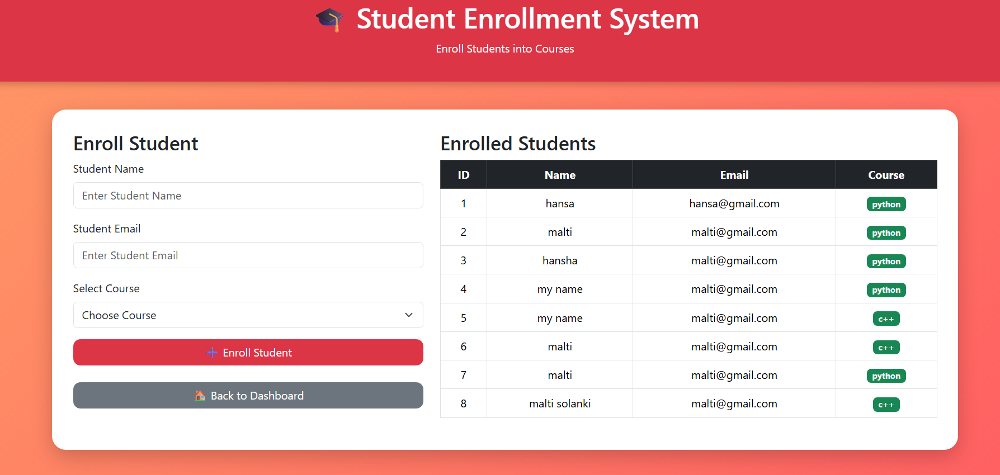 Student Enrollment System
Enroll Students into Courses
Enroll Student
Student Name
Enter Student Name
Student Email
Enter Student Email
Select Course
Choose Course
Enroll Student
Back to Dashboard
Enrolled Students
ID Name Email Course
1 hansa hansa@gmail.com python
2 malti malti@gmail.com python
3 hansha malti@gmail.com python
4 my name malti@gmail.com python
5 my name malti@gmail.com c++
6 malti malti@gmail.com c++
7 malti malti@gmail.com python
8 malti solanki malti@gmail.com c++